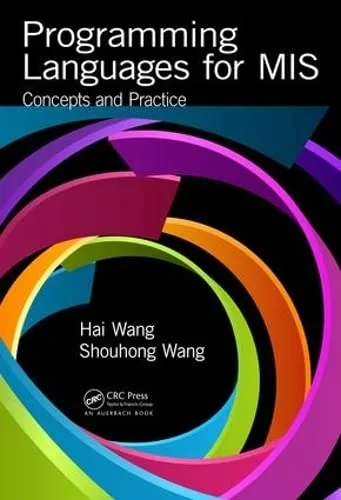 Programming
Languages for MIS
Concepts and Practice
Hai Wang
Shouhong Wang
CRC
CRC Press
Taylor & Francis Group
AN AUERBACH BOOK